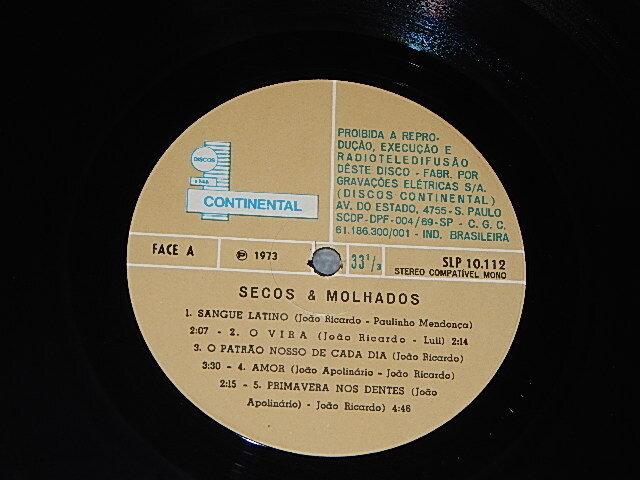 DISCOS
CONTINENTAL
PROIBIDA A REPRO-
DUÇÃO, EXECUÇÃO E
RADIOTELEDIFUSÃO
DÊSTE DISCO - FABR. POR
GRAVAÇÕES ELÉTRICAS S/A.
(DISCOS CONTINENTAL)
AV. DO ESTADO, 4755 - S. PAULO
SCDP-DPF-004/69-SP - C. G. C.
61.186.300/001 - IND. BRASILEIRA
FACE A
℗ 1973
33 1/3
SLP 10.112
STEREO COMPATÍVEL MONO
SECOS & MOLHADOS
1. SANGUE LATINO (João Ricardo - Paulinho Mendonça)
2:07 - 2. O VIRA (João Ricardo - Luli) 2:14
3. O PATRÃO NOSSO DE CADA DIA (João Ricardo)
3:30 - 4. AMOR (João Apolinário - João Ricardo)
2:15 - 5. PRIMAVERA NOS DENTES (João
Apolinário) - João Ricardo) 4:46